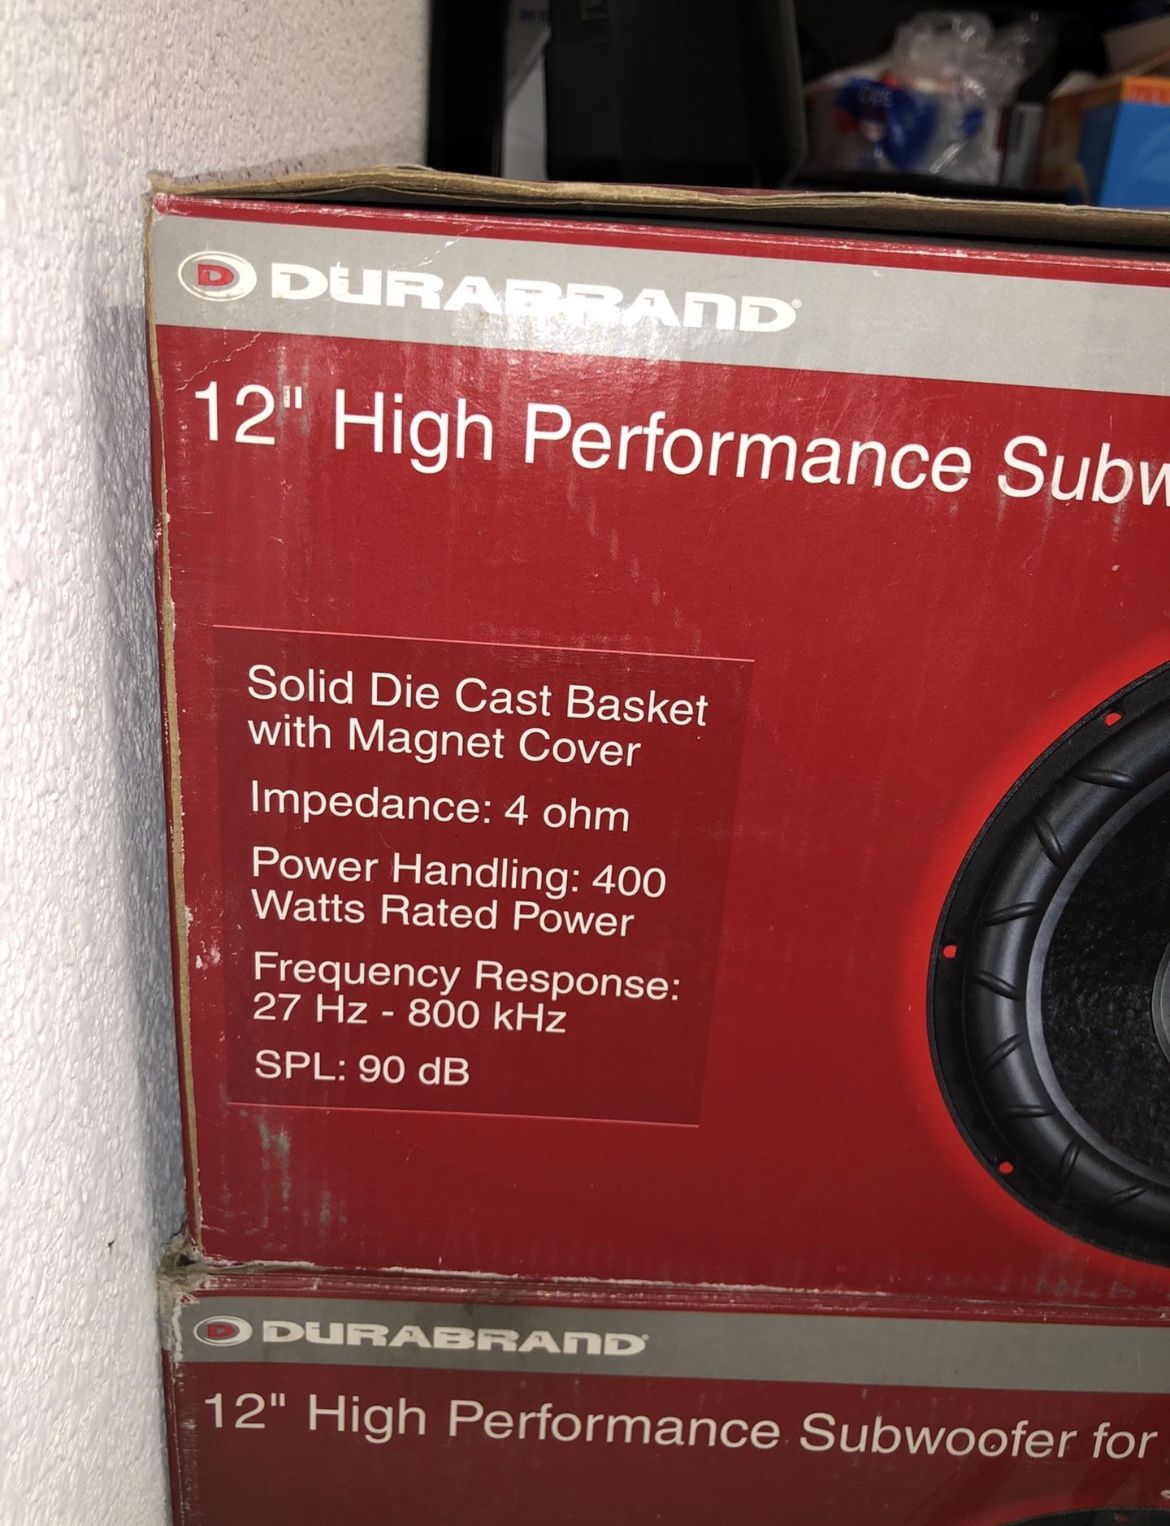 D DURABRAND®
12" High Performance Subw
Solid Die Cast Basket
with Magnet Cover
Impedance: 4 ohm
Power Handling: 400
Watts Rated Power
Frequency Response:
27 Hz - 800 kHz
SPL: 90 dB
D DURABRAND®
12" High Performance Subwoofer for